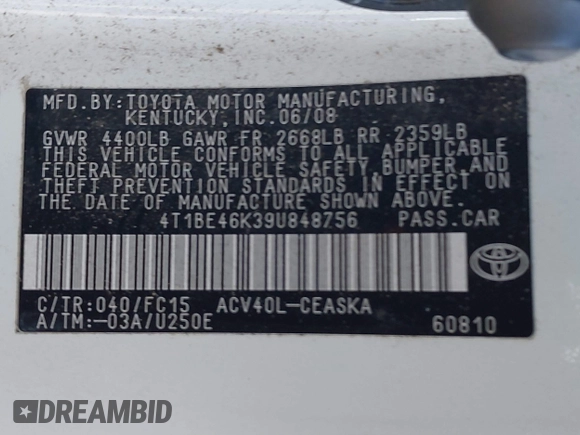 MFD.BY:TOYOTA MOTOR MANUFACTURING,
KENTUCKY,INC.06/08
GVWR 4400LB GAWR FR 2668LB RR 2359LB
THIS VEHICLE CONFORMS TO ALL APPLICABLE
FEDERAL MOTOR VEHICLE SAFETY,BUMPER,AND
THEFT PREVENTION STANDARDS IN EFFECT ON
THE DATE OF MANUFACTURE SHOWN ABOVE.
4T1BE46K39U848756 PASS.CAR
C/TR:040/FC15 ACV40L-CEASKA
A/TM:-03A/U250E 60810
DREAMBID